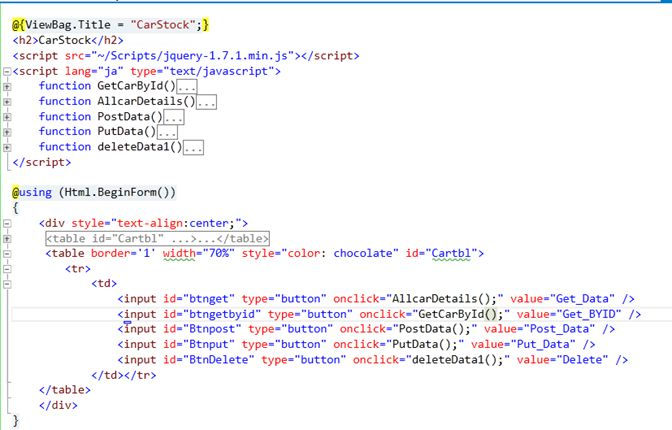 @{ViewBag.Title = "CarStock";}
<h2>CarStock</h2>
<script src="~/Scripts/jquery-1.7.1.min.js"></script>
<script lang="ja" type="text/javascript">
function GetCarById()...
function AllcarDetails()...
function PostData()...
function PutData()...
function deleteData1()...
</script>
@using (Html.BeginForm())
{
<div style="text-align:center;">
<table id="Cartbl" ...>...</table>
<table border='1' width="70%" style="color: chocolate" id="Cartbl">
<tr>
<td>
<input id="btnget" type="button" onclick="AllcarDetails();" value="Get_Data" />
<input id="btngetbyid" type="button" onclick="GetCarById();" value="Get_BYID" />
<input id="Btnpost" type="button" onclick="PostData();" value="Post_Data" />
<input id="Btnput" type="button" onclick="PutData();" value="Put_Data" />
<input id="BtnDelete" type="button" onclick="deleteData1();" value="Delete" />
</td></tr>
</table>
</div>
}